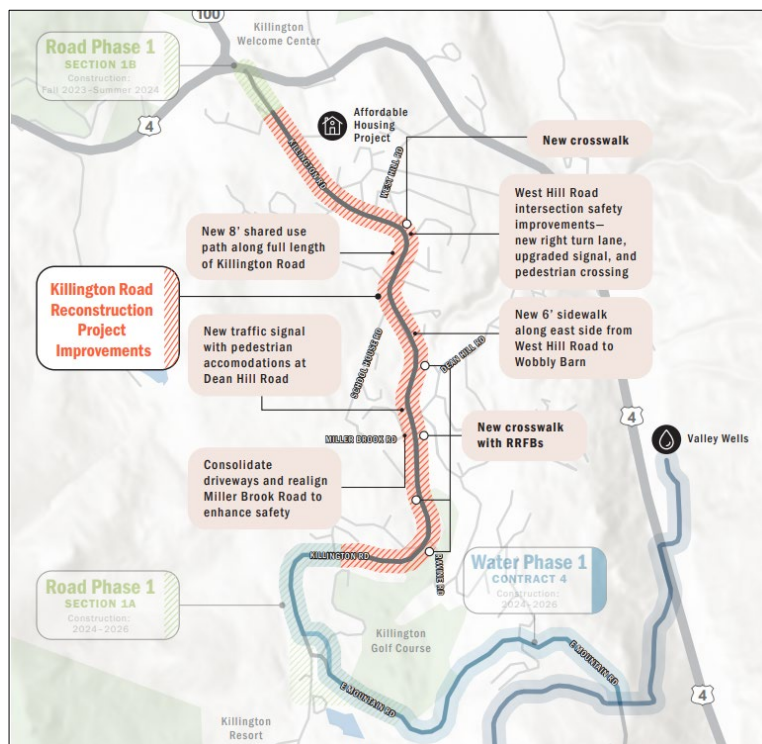 100
Killington
Welcome Center
Road Phase 1
SECTION 1B
Construction:
Fall 2023–Summer 2024
4
Affordable
Housing
Project
KILLINGTON RD
WEST HILL RD
New crosswalk
West Hill Road
intersection safety
improvements—
new right turn lane,
upgraded signal, and
pedestrian crossing
New 8’ shared use
path along full length
of Killington Road
Killington Road
Reconstruction
Project
Improvements
New 6’ sidewalk
along east side from
West Hill Road to
Wobbly Barn
New traffic signal
with pedestrian
accomodations at
Dean Hill Road
SCHOOL HOUSE RD
DEAN HILL RD
4
MILLER BROOK RD
New crosswalk
with RRFBs
Valley Wells
Consolidate
driveways and realign
Miller Brook Road to
enhance safety
KILLINGTON RD
RAVINE RD
Water Phase 1
CONTRACT 4
Construction:
2024–2026
Road Phase 1
SECTION 1A
Construction:
2024–2026
Killington
Golf Course
E MOUNTAIN RD
E MOUNTAIN RD
4
Killington
Resort